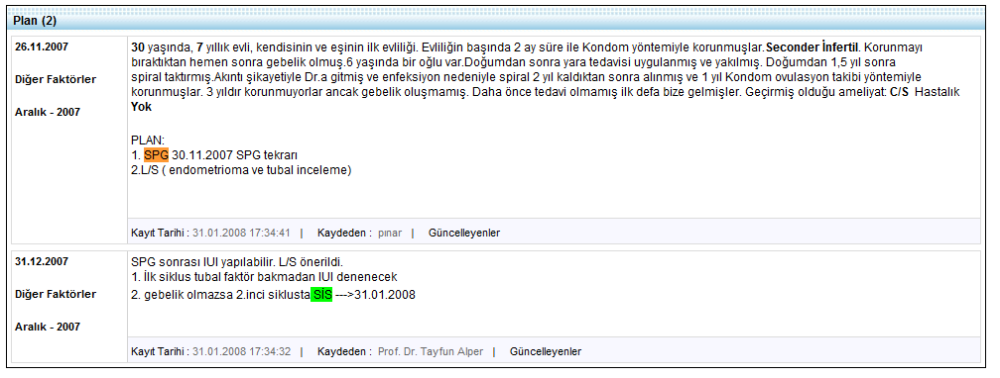 Plan (2)
26.11.2007
Diğer Faktörler
Aralık - 2007
30 yaşında, 7 yıllık evli, kendisinin ve eşinin ilk evliliği. Evliliğin başında 2 ay süre ile Kondom yöntemiyle korunmuşlar.Seconder İnfertil. Korunmayı
bıraktıktan hemen sonra gebelik olmuş.6 yaşında bir oğlu var.Doğumdan sonra yara tedavisi uygulanmış ve yakılmış. Doğumdan 1,5 yıl sonra
spiral taktırmış.Akıntı şikayetiyle Dr.a gitmiş ve enfeksiyon nedeniyle spiral 2 yıl kaldıktan sonra alınmış ve 1 yıl Kondom ovulasyon takibi yöntemiyle
korunmuşlar. 3 yıldır korunmuyorlar ancak gebelik oluşmamış. Daha önce tedavi olmamış ilk defa bize gelmişler. Geçirmiş olduğu ameliyat: C/S Hastalık
Yok
PLAN:
1. SPG 30.11.2007 SPG tekrarı
2.L/S ( endometrioma ve tubal inceleme)
Kayıt Tarihi : 31.01.2008 17:34:41 | Kaydeden : pınar | Güncelleyenler
31.12.2007
Diğer Faktörler
Aralık - 2007
SPG sonrası IUI yapılabilir. L/S önerildi.
1. İlk siklus tubal faktör bakmadan IUI denenecek
2. gebelik olmazsa 2.inci siklusta SİS --->31.01.2008
Kayıt Tarihi : 31.01.2008 17:34:32 | Kaydeden : Prof. Dr. Tayfun Alper | Güncelleyenler